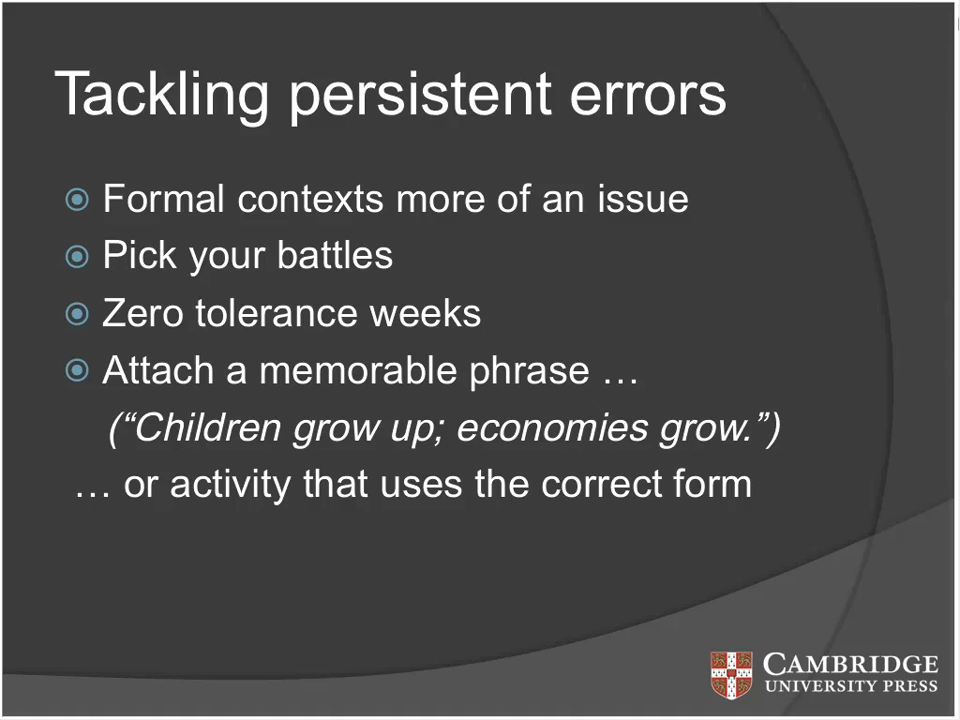 Tackling persistent errors
Formal contexts more of an issue
Pick your battles
Zero tolerance weeks
Attach a memorable phrase …
(“Children grow up; economies grow.”)
… or activity that uses the correct form
CAMBRIDGE
UNIVERSITY PRESS